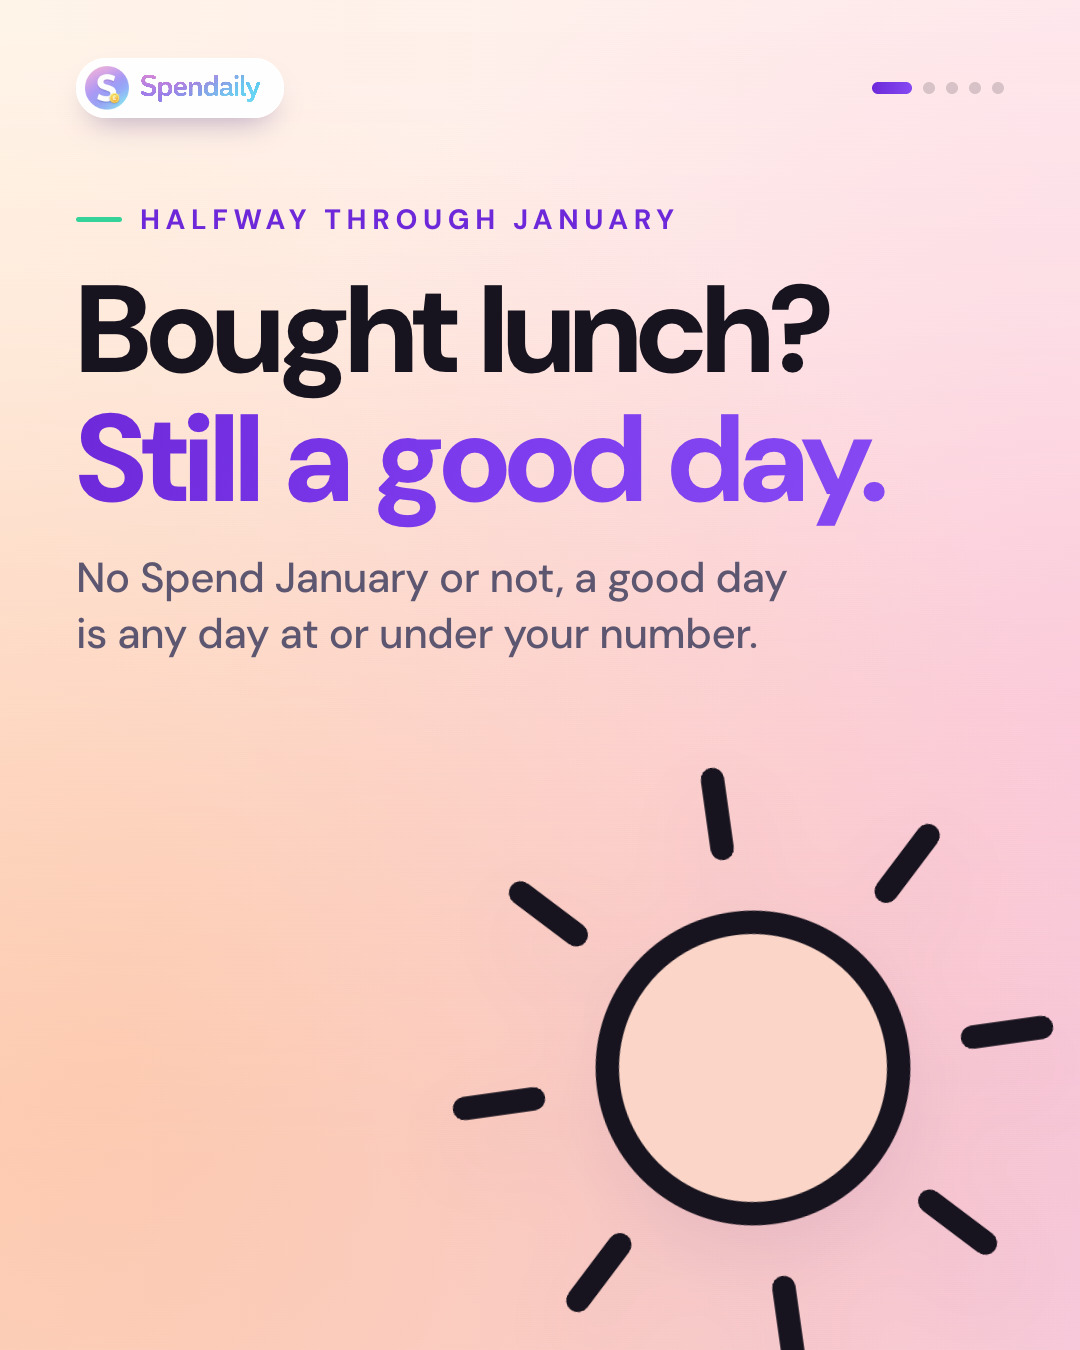 Spendaily
HALFWAY THROUGH JANUARY
Bought lunch?
Still a good day.
No Spend January or not, a good day
is any day at or under your number.